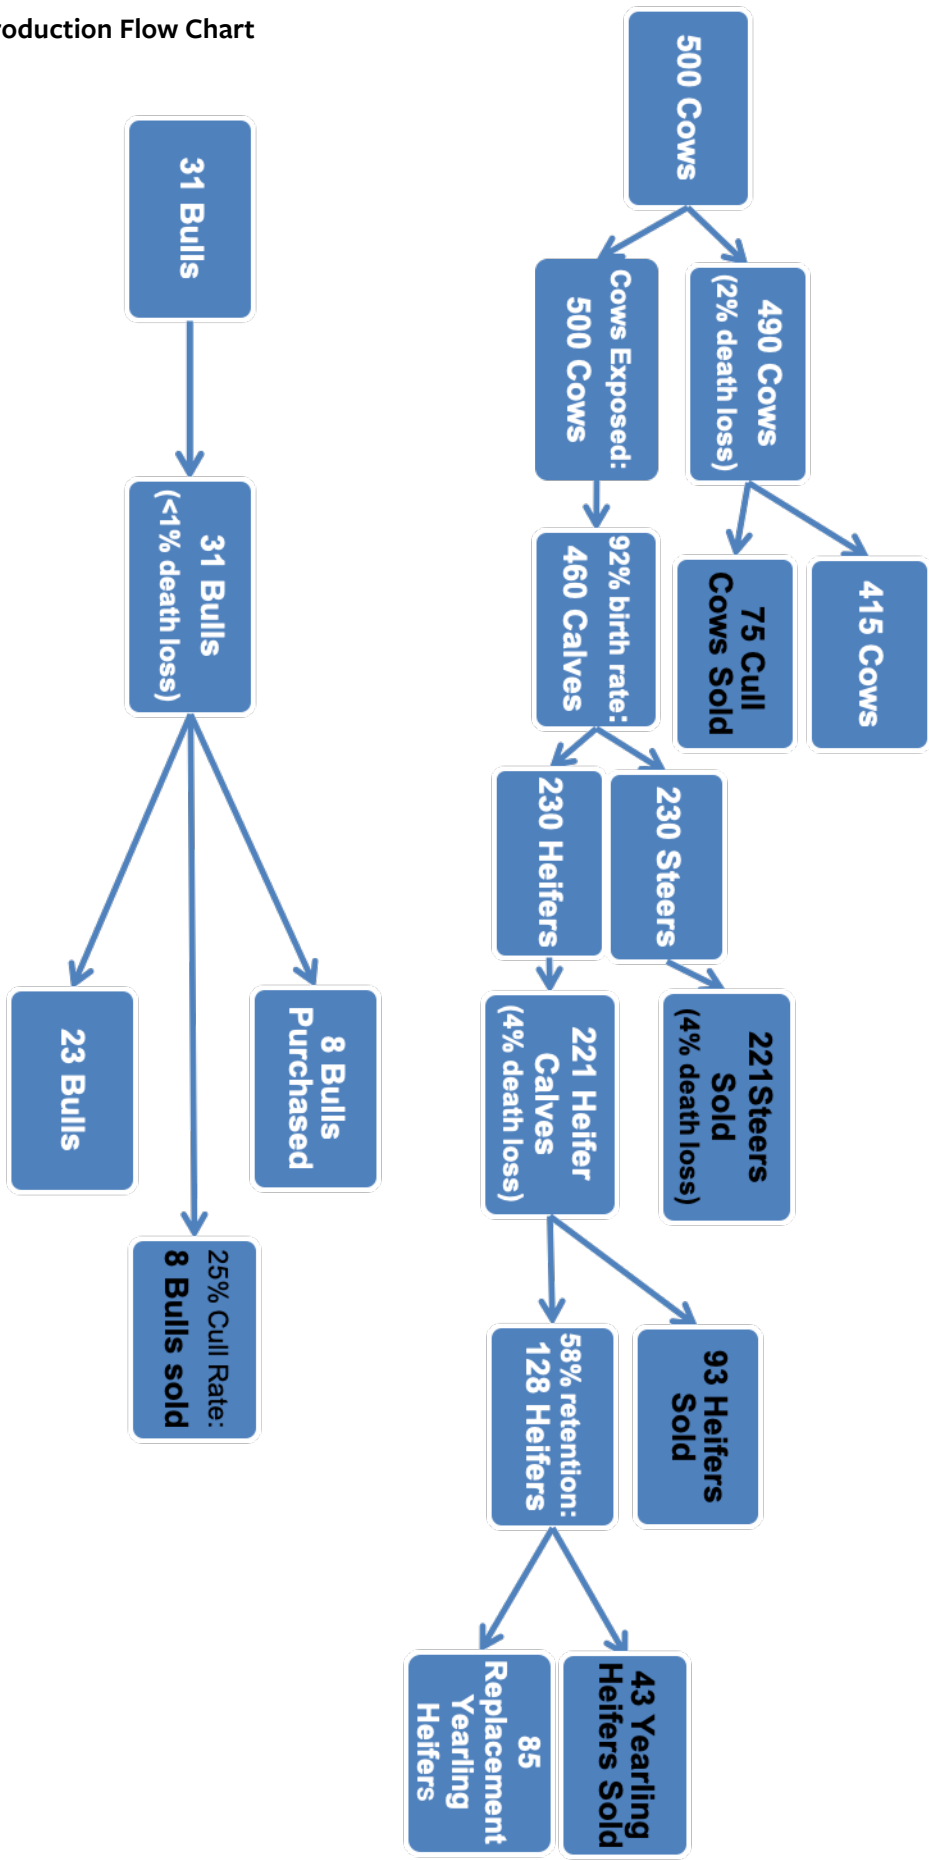 roduction Flow Chart
500 Cows
490 Cows
(2% death loss)
415 Cows
75 Cull
Cows Sold
Cows Exposed:
500 Cows
92% birth rate:
460 Calves
230 Steers
221Steers
Sold
(4% death loss)
230 Heifers
221 Heifer
Calves
(4% death loss)
93 Heifers
Sold
58% retention:
128 Heifers
43 Yearling
Heifers Sold
85
Replacement
Yearling
Heifers
31 Bulls
31 Bulls
(<1% death loss)
8 Bulls
Purchased
25% Cull Rate:
8 Bulls sold
23 Bulls